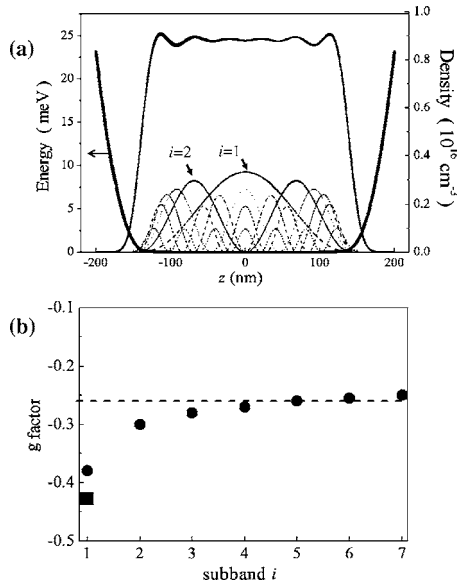 (a)
25
20
15
10
5
0
Energy ( meV )
1.0
0.8
0.6
0.4
0.2
0.0
Density ( 10¹⁶ cm⁻³ )
i=2
i=1
-200
-100
0
100
200
z (nm)
(b)
-0.1
-0.2
-0.3
-0.4
-0.5
g factor
1 2 3 4 5 6 7
subband i